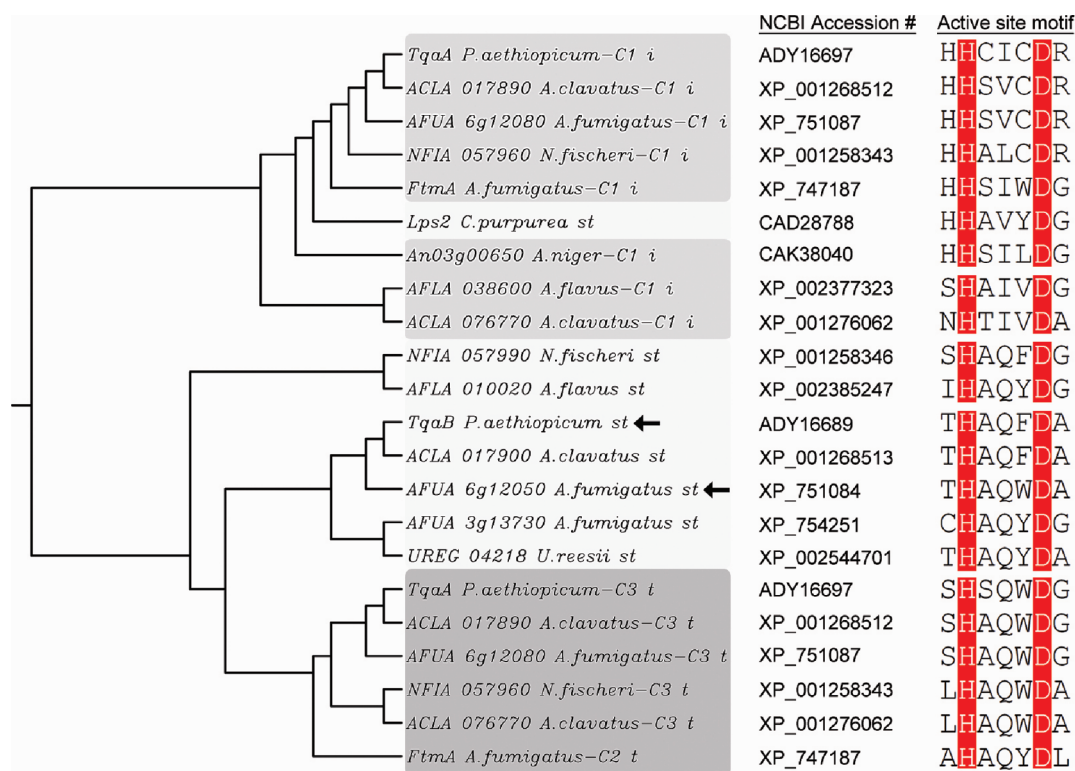 NCBI Accession # Active site motif
TqaA P.aethiopicum-C1 i ADY16697 HHCICDR
ACLA 017890 A.clavatus-C1 i XP_001268512 HHSVCDR
AFUA 6g12080 A.fumigatus-C1 i XP_751087 HHSVCDR
NFIA 057960 N.fischeri-C1 i XP_001258343 HHALCDR
FtmA A.fumigatus-C1 i XP_747187 HHSIWDG
Lps2 C.purpurea st CAD28788 HHAVYDG
An03g00650 A.niger-C1 i CAK38040 HHSILDG
AFLA 038600 A.flavus-C1 i XP_002377323 SHAIVDG
ACLA 076770 A.clavatus-C1 i XP_001276062 NHTIVDA
NFIA 057990 N.fischeri st XP_001258346 SHAQFDG
AFLA 010020 A.flavus st XP_002385247 IHAQYDG
TqaB P.aethiopicum st ADY16689 THAQFDA
ACLA 017900 A.clavatus st XP_001268513 THAQFDA
AFUA 6g12050 A.fumigatus st XP_751084 THAQWDA
AFUA 3g13730 A.fumigatus st XP_754251 CHAQYDG
UREG 04218 U.reesii st XP_002544701 THAQYDA
TqaA P.aethiopicum-C3 t ADY16697 SHSQWDG
ACLA 017890 A.clavatus-C3 t XP_001268512 SHAQWDG
AFUA 6g12080 A.fumigatus-C3 t XP_751087 SHAQWDG
NFIA 057960 N.fischeri-C3 t XP_001258343 LHAQWDA
ACLA 076770 A.clavatus-C3 t XP_001276062 LHAQWDA
FtmA A.fumigatus-C2 t XP_747187 AHAQYDL